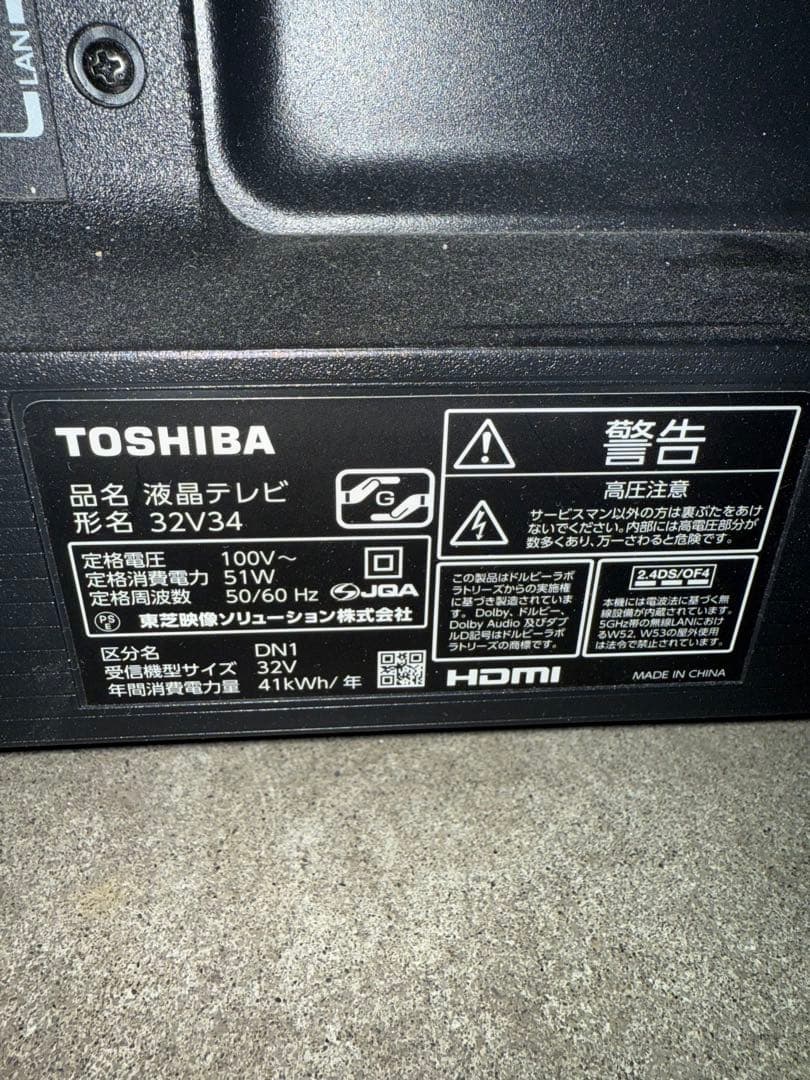 LAN
TOSHIBA
品名 液晶テレビ
形名 32V34
G
定格電圧 100V～
定格消費電力 51W
定格周波数 50/60 Hz
JQA
PS
E
東芝映像ソリューション株式会社
区分名 DN1
受信機型サイズ 32V
年間消費電力量 41kWh/年
警告
高圧注意
サービスマン以外の方は裏ぶたをあけ
ないでください。内部には高電圧部分が
数多くあり、万一さわると危険です。
この製品はドルビーラボ
ラトリーズからの実施権
に基づき製造されていま
す。Dolby、ドルビー、
Dolby Audio 及びダブ
ルD記号はドルビーラボ
ラトリーズの商標です。
2.4DS/OF4
本機には電波法に基づく無
線設備が内蔵されています。
5GHz帯の無線LANにおけ
るW52、W53の屋外使用
は法令で禁止されています。
HDMI
MADE IN CHINA